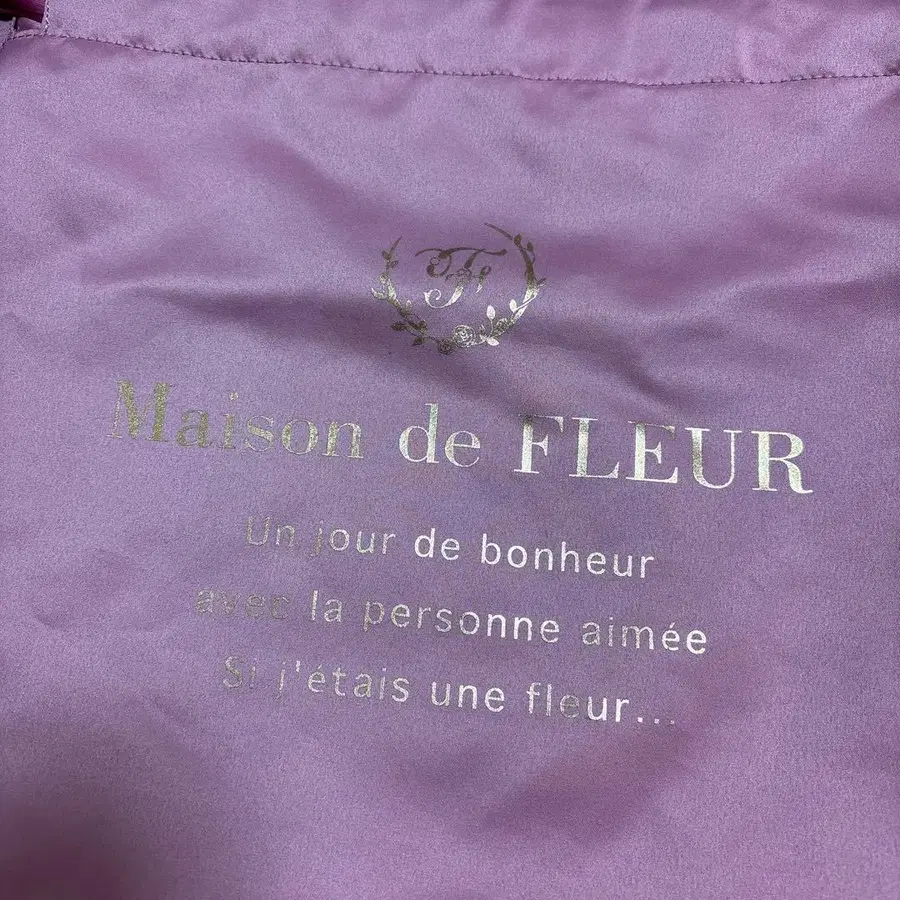 F
Maison de FLEUR
Un jour de bonheur
avec la personne aimée
Si j'étais une fleur...